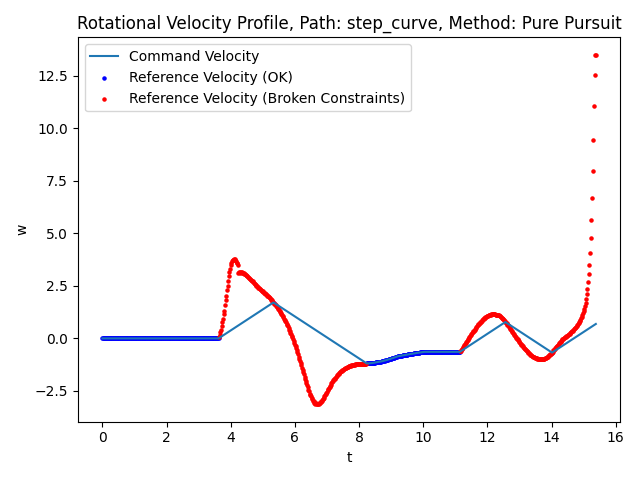 Rotational Velocity Profile, Path: step_curve, Method: Pure Pursuit
Command Velocity
Reference Velocity (OK)
Reference Velocity (Broken Constraints)
12.5
10.0
7.5
5.0
2.5
0.0
−2.5
w
0 2 4 6 8 10 12 14 16
t